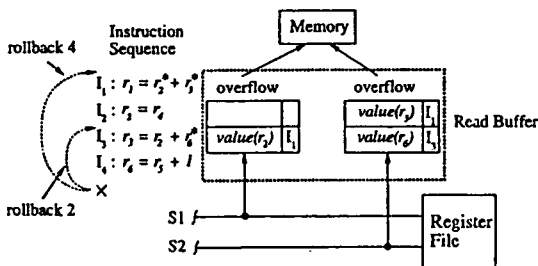 Memory
Instruction
Sequence
rollback 4
I₁ : r₁ = r₂* + r₃*
I₂ : r₂ = r₄
I₃ : r₃ = r₂ + r₆*
I₄ : r₆ = r₅ + 1
rollback 2
overflow
overflow
value(r₃) I₁
value(r₂) I₁
value(r₆) I₃
Read Buffer
S1
S2
Register
File